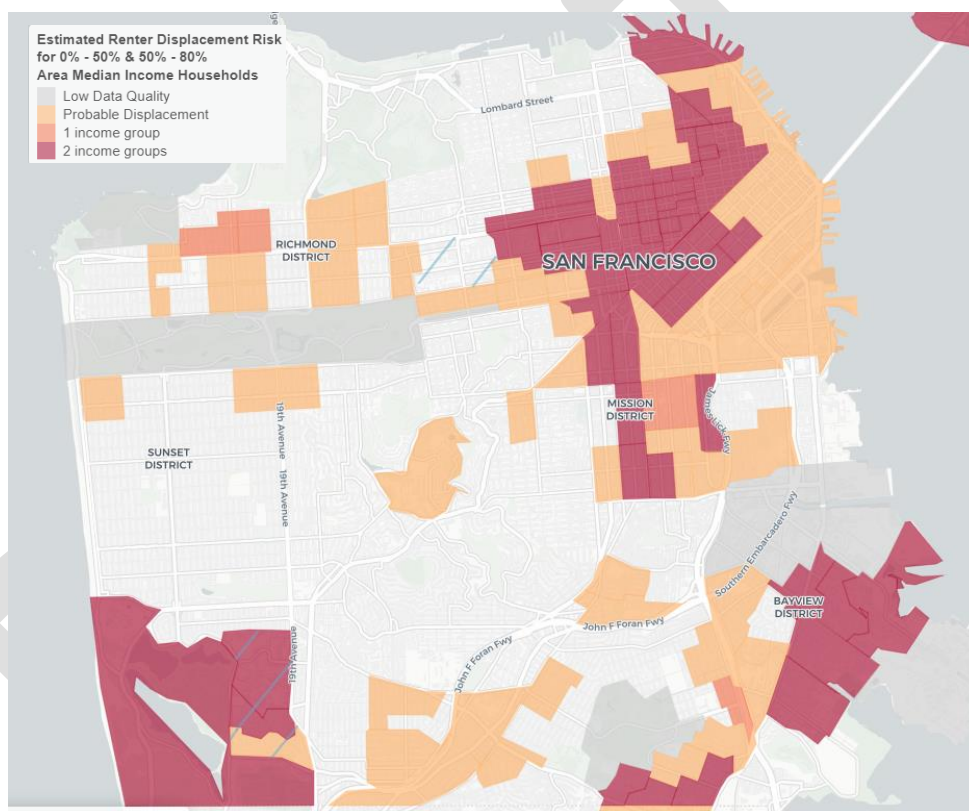 Estimated Renter Displacement Risk
for 0% - 50% & 50% - 80%
Area Median Income Households
Low Data Quality
Probable Displacement
1 income group
2 income groups
Lombard Street
RICHMOND
DISTRICT
SAN FRANCISCO
MISSION
DISTRICT
James Lick Fwy
19th Avenue
SUNSET
DISTRICT
19th Avenue
Southern Embarcadero Fwy
BAYVIEW
DISTRICT
John F Foran Fwy
John F Foran Fwy
19th Avenue